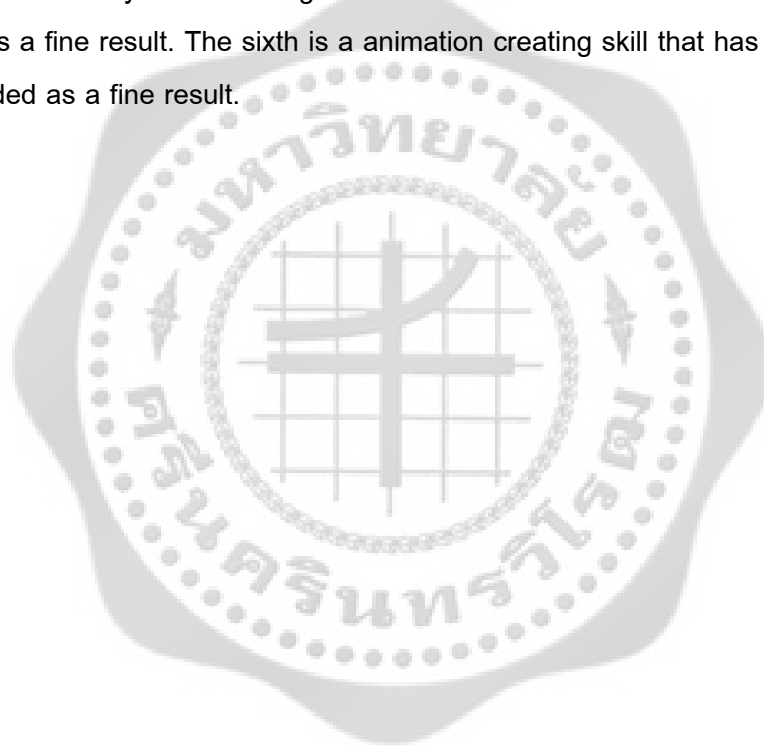 s a fine result. The sixth is a animation creating skill that has
ded as a fine result.
มหาวิทยาลัย
ศรีนครินทรวิโรฒ